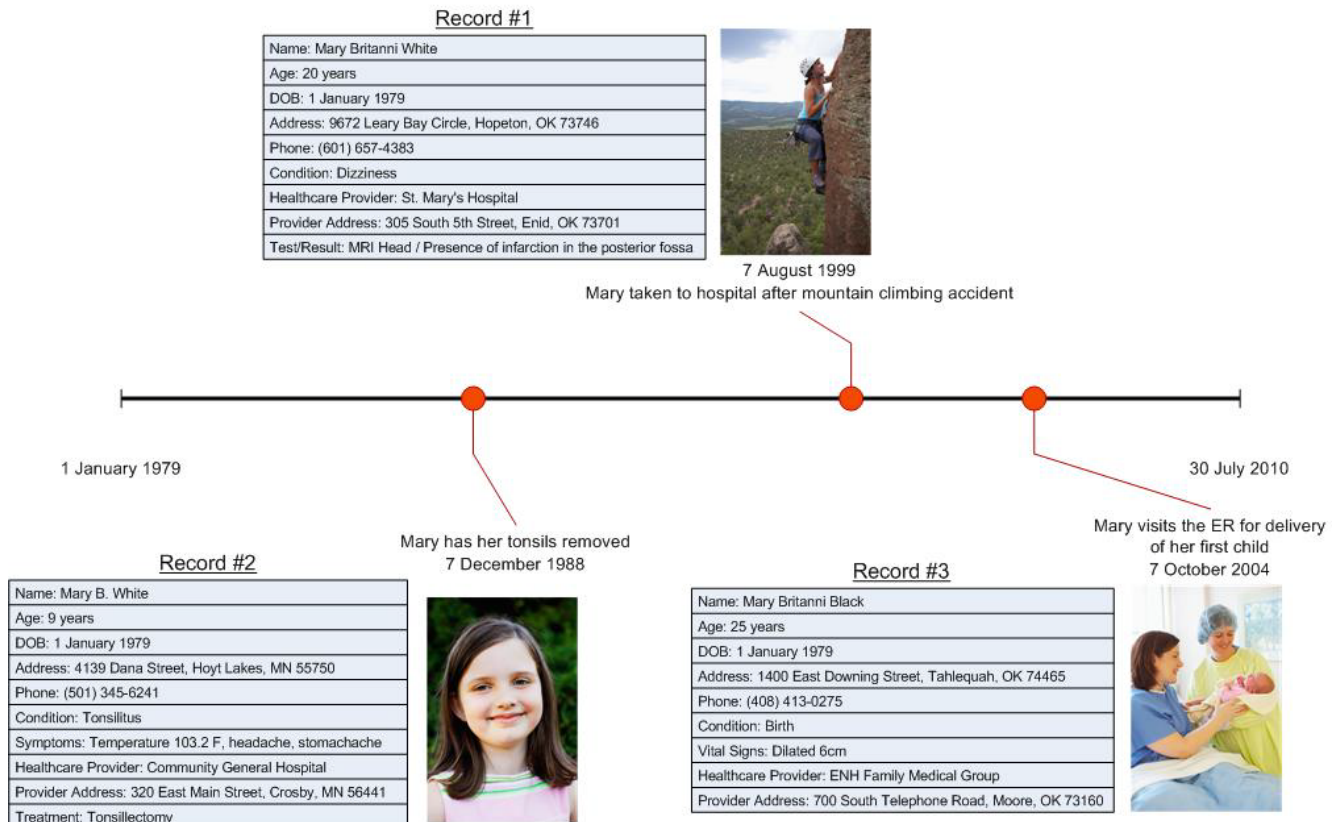 Record #1
Name: Mary Britanni White
Age: 20 years
DOB: 1 January 1979
Address: 9672 Leary Bay Circle, Hopeton, OK 73746
Phone: (601) 657-4383
Condition: Dizziness
Healthcare Provider: St. Mary's Hospital
Provider Address: 305 South 5th Street, Enid, OK 73701
Test/Result: MRI Head / Presence of infarction in the posterior fossa
7 August 1999
Mary taken to hospital after mountain climbing accident
1 January 1979
30 July 2010
Mary has her tonsils removed
7 December 1988
Mary visits the ER for delivery
of her first child
7 October 2004
Record #2
Name: Mary B. White
Age: 9 years
DOB: 1 January 1979
Address: 4139 Dana Street, Hoyt Lakes, MN 55750
Phone: (501) 345-6241
Condition: Tonsilitus
Symptoms: Temperature 103.2 F, headache, stomachache
Healthcare Provider: Community General Hospital
Provider Address: 320 East Main Street, Crosby, MN 56441
Treatment: Tonsillectomy
Record #3
Name: Mary Britanni Black
Age: 25 years
DOB: 1 January 1979
Address: 1400 East Downing Street, Tahlequah, OK 74465
Phone: (408) 413-0275
Condition: Birth
Vital Signs: Dilated 6cm
Healthcare Provider: ENH Family Medical Group
Provider Address: 700 South Telephone Road, Moore, OK 73160